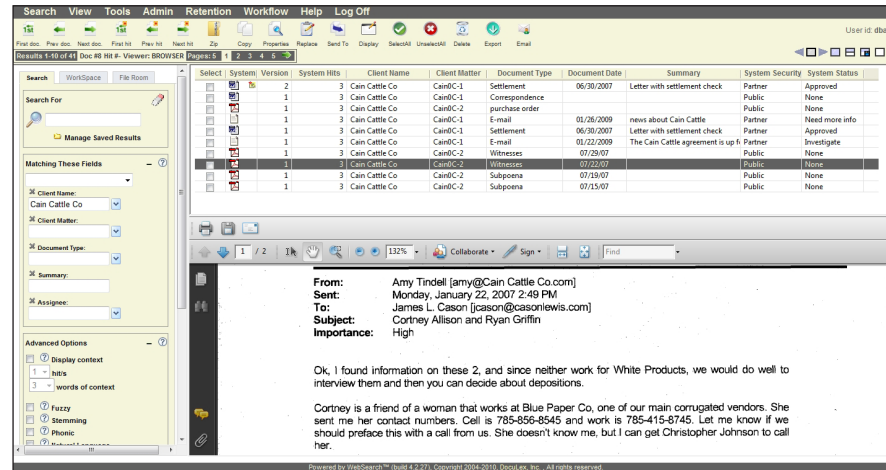 Search View Tools Admin Retention Workflow Help Log Off
1st 1st
First doc. Prev doc. Next doc. First hit Prev hit Next hit Zip Copy Properties Replace Send To Display SelectAll UnselectAll Delete Export Email
User id: dba
Results 1-10 of 41 Doc #8 Hit #- Viewer: BROWSER Pages: 5 1 2 3 4 5
Search WorkSpace File Room
Search For
Manage Saved Results
Matching These Fields
Client Name:
Cain Cattle Co
Client Matter:
Document Type:
Summary:
Assignee:
Advanced Options
Display context
1 hit/s
3 words of context
Fuzzy
Stemming
Phonic
Natural Language
Select System Version System Hits Client Name Client Matter Document Type Document Date Summary System Security System Status
2 3 Cain Cattle Co Cain0C-1 Settlement 06/30/2007 Letter with settlement check Partner Approved
1 3 Cain Cattle Co Cain0C-1 Correspondence Public None
1 3 Cain Cattle Co Cain0C-2 purchase order Public None
1 3 Cain Cattle Co Cain0C-1 E-mail 01/26/2009 news about Cain Cattle Partner Need more info
1 3 Cain Cattle Co Cain0C-1 Settlement 06/30/2007 Letter with settlement check Partner Approved
1 3 Cain Cattle Co Cain0C-1 E-mail 01/22/2009 The Cain Cattle agreement is up f Partner Investigate
1 3 Cain Cattle Co Cain0C-2 Witnesses 07/29/07 Public None
1 3 Cain Cattle Co Cain0C-2 Witnesses 07/22/07 Public None
1 3 Cain Cattle Co Cain0C-2 Subpoena 07/19/07 Public None
1 3 Cain Cattle Co Cain0C-2 Subpoena 07/15/07 Public None
1 / 2 132% Collaborate Sign Find
From: Amy Tindell [amy@Cain Cattle Co.com]
Sent: Monday, January 22, 2007 2:49 PM
To: James L. Cason [jcason@casonlewis.com]
Subject: Cortney Allison and Ryan Griffin
Importance: High
Ok, I found information on these 2, and since neither work for White Products, we would do well to
interview them and then you can decide about depositions.
Cortney is a friend of a woman that works at Blue Paper Co, one of our main corrugated vendors. She
sent me her contact numbers. Cell is 785-856-8545 and work is 785-415-8745. Let me know if we
should preface this with a call from us. She doesn't know me, but I can get Christopher Johnson to call
her.
Powered by WebSearch™ (build 4.2.27), Copyright 2004-2010, DocuLex, Inc. , All rights reserved.